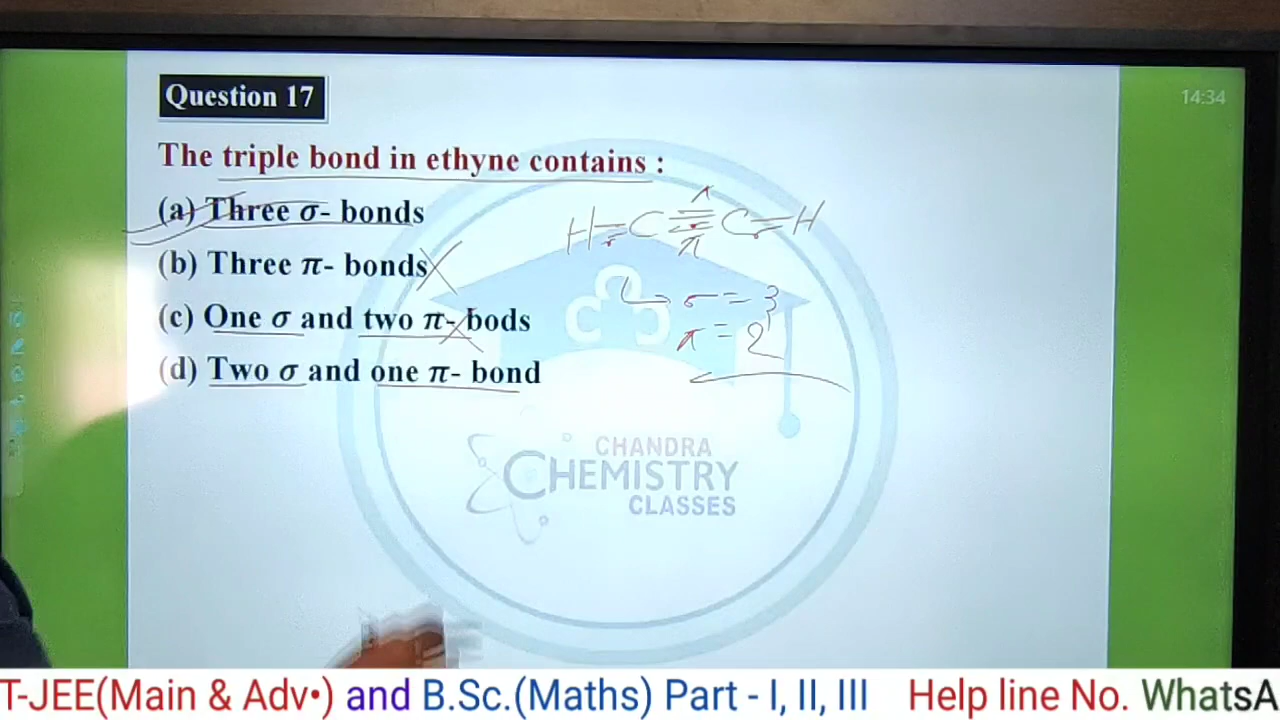 Question 17
14:34
The triple bond in ethyne contains :
(a) Three σ- bonds
(b) Three π- bonds
(c) One σ and two π- bods
(d) Two σ and one π- bond
H-C≡C-H
π
σ = 3
π = 2
CHANDRA
CHEMISTRY
CLASSES
T-JEE(Main & Adv•) and B.Sc.(Maths) Part - I, II, III Help line No. WhatsA